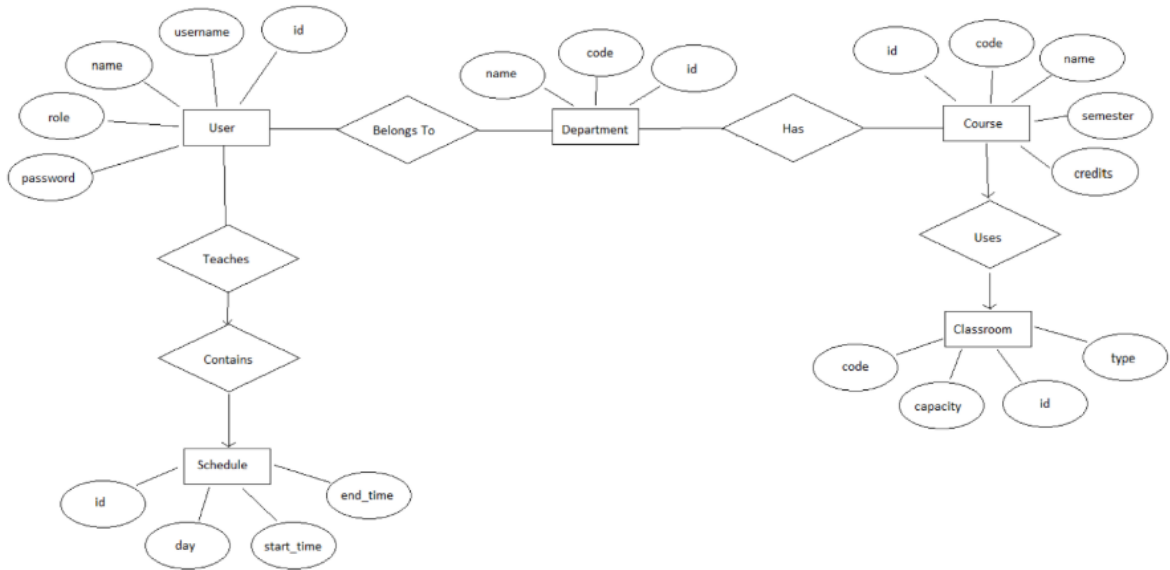 username
id
name
role
password
User
Belongs To
name
code
id
Department
Has
id
code
name
semester
credits
Course
Teaches
Uses
Contains
Classroom
code
capacity
id
type
Schedule
id
day
start_time
end_time